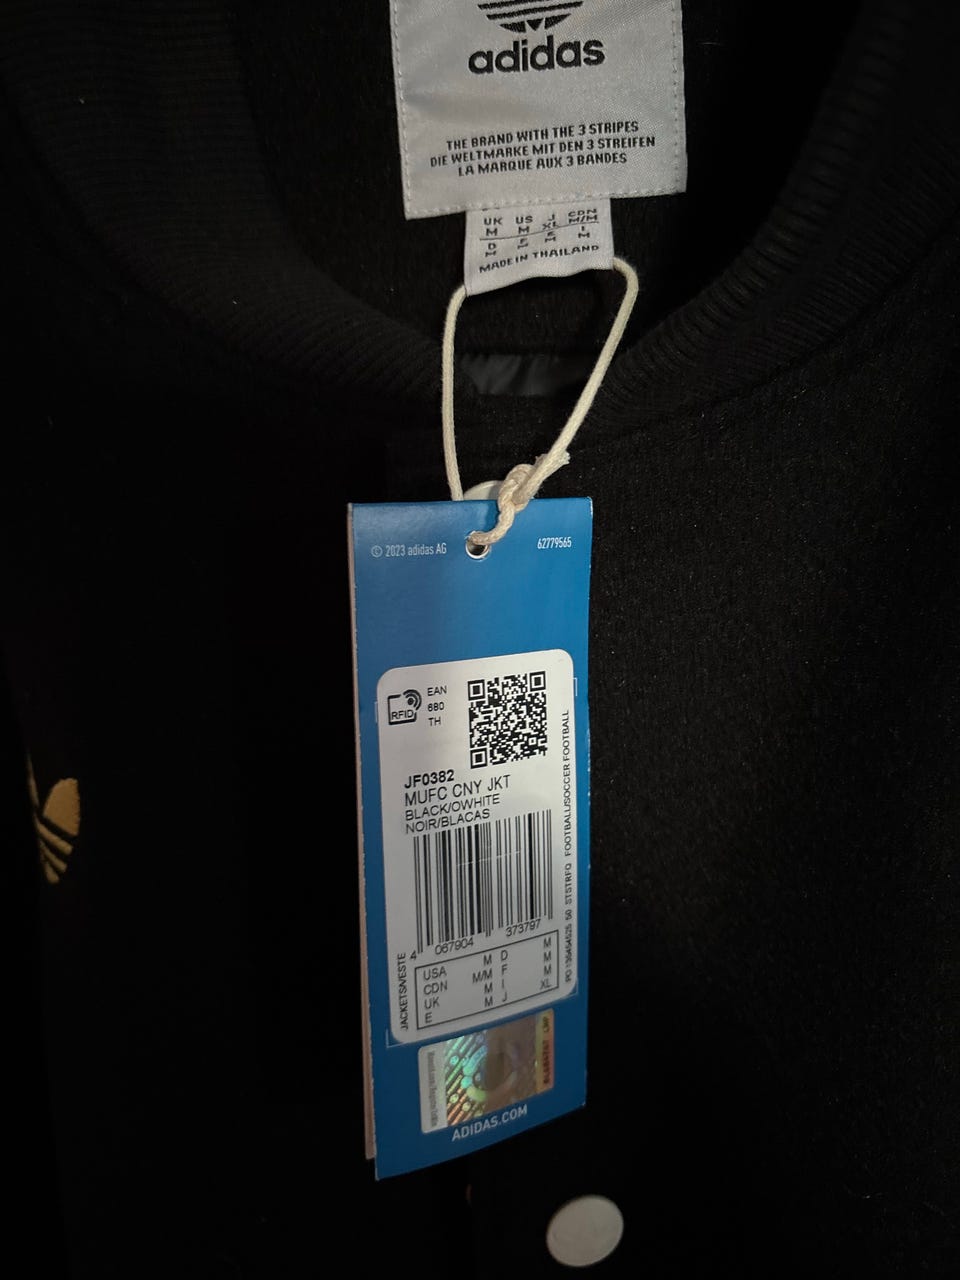 adidas
THE BRAND WITH THE 3 STRIPES
DIE WELTMARKE MIT DEN 3 STREIFEN
LA MARQUE AUX 3 BANDES
UK US J CDN
M M XL M/M
D F E I
M M M M
MADE IN THAILAND
© 2023 adidas AG 62779565
RFID
EAN
680
TH
JF0382
MUFC CNY JKT
BLACK/OWHITE
NOIR/BLACAS
4 067904 373797
USA M D M
CDN M/M F M
UK M I M
E M J XL
JACKETS/VESTE
FOOTBALL/SOCCER FOOTBALL
ADIDAS.COM